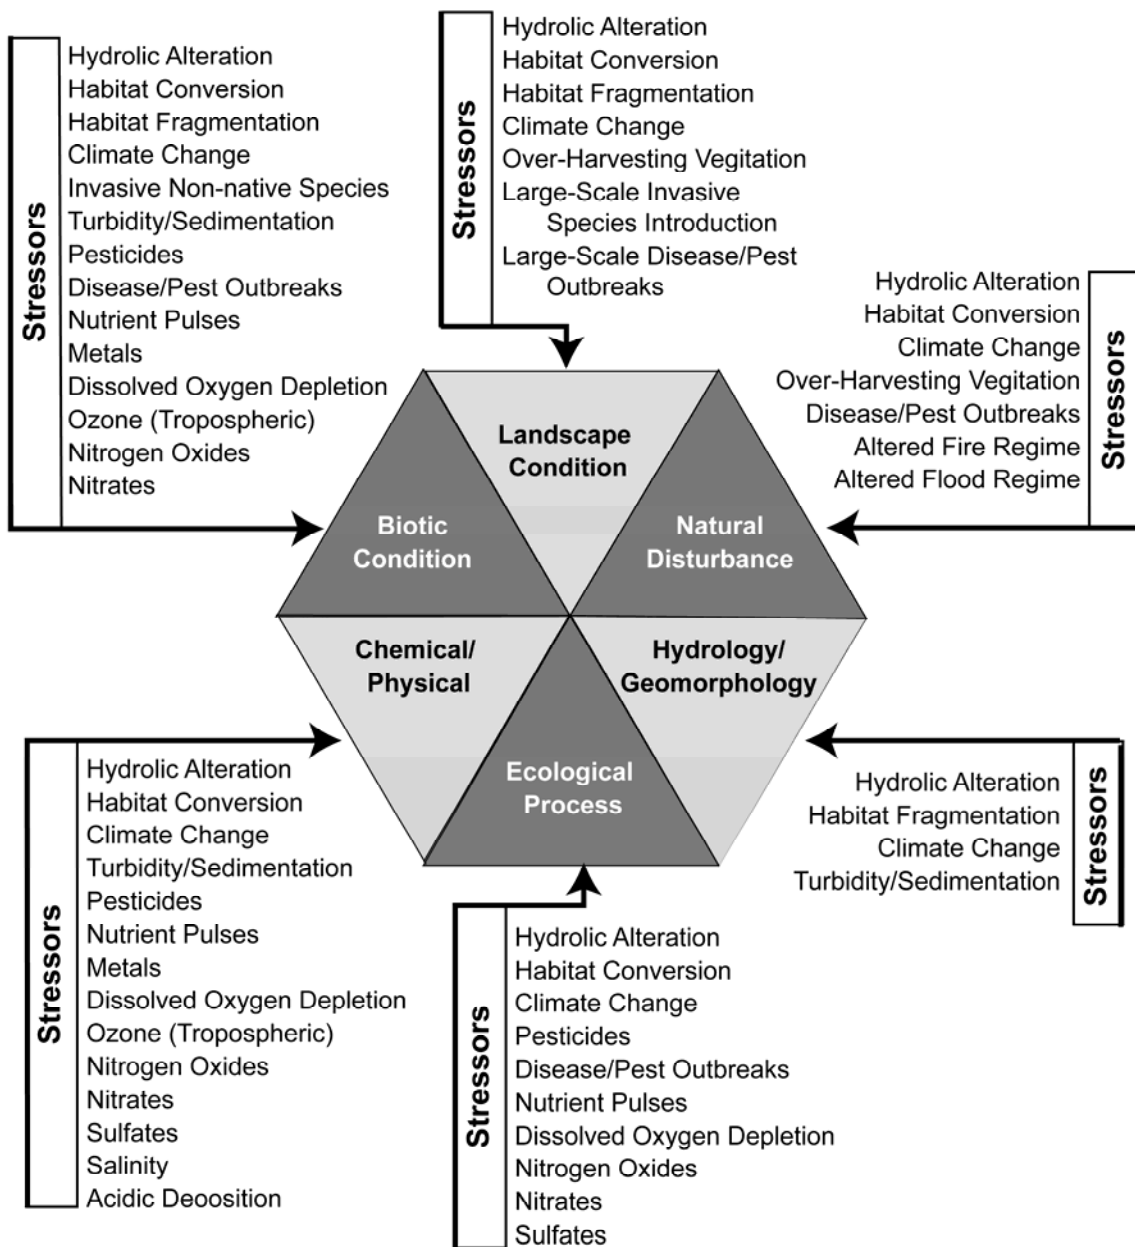 Stressors
Hydrolic Alteration
Habitat Conversion
Habitat Fragmentation
Climate Change
Invasive Non-native Species
Turbidity/Sedimentation
Pesticides
Disease/Pest Outbreaks
Nutrient Pulses
Metals
Dissolved Oxygen Depletion
Ozone (Tropospheric)
Nitrogen Oxides
Nitrates
Stressors
Hydrolic Alteration
Habitat Conversion
Habitat Fragmentation
Climate Change
Over-Harvesting Vegitation
Large-Scale Invasive
Species Introduction
Large-Scale Disease/Pest
Outbreaks
Hydrolic Alteration
Habitat Conversion
Climate Change
Over-Harvesting Vegitation
Disease/Pest Outbreaks
Altered Fire Regime
Altered Flood Regime
Stressors
Landscape
Condition
Biotic
Condition
Natural
Disturbance
Chemical/
Physical
Hydrology/
Geomorphology
Ecological
Process
Stressors
Hydrolic Alteration
Habitat Conversion
Climate Change
Turbidity/Sedimentation
Pesticides
Nutrient Pulses
Metals
Dissolved Oxygen Depletion
Ozone (Tropospheric)
Nitrogen Oxides
Nitrates
Sulfates
Salinity
Acidic Deoosition
Stressors
Hydrolic Alteration
Habitat Conversion
Climate Change
Pesticides
Disease/Pest Outbreaks
Nutrient Pulses
Dissolved Oxygen Depletion
Nitrogen Oxides
Nitrates
Sulfates
Hydrolic Alteration
Habitat Fragmentation
Climate Change
Turbidity/Sedimentation
Stressors